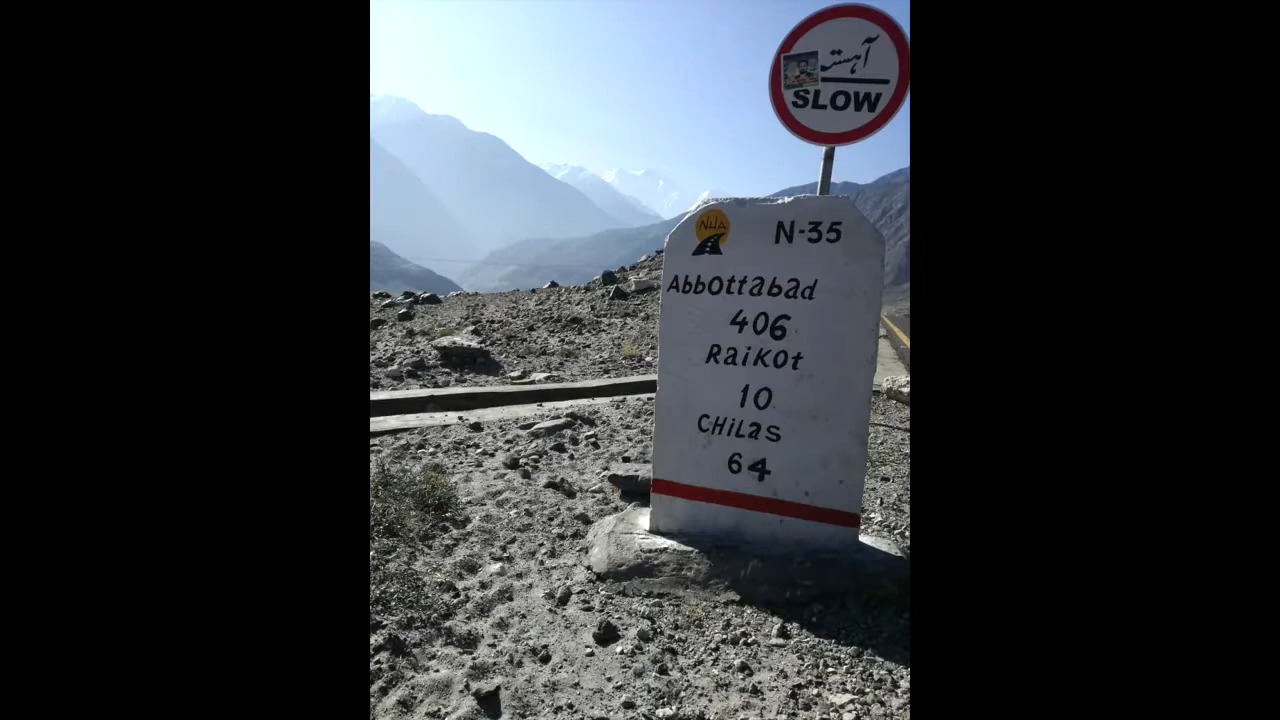 آہستہ
SLOW
NHA
N-35
Abbottabad
406
RaiKot
10
CHiLas
64